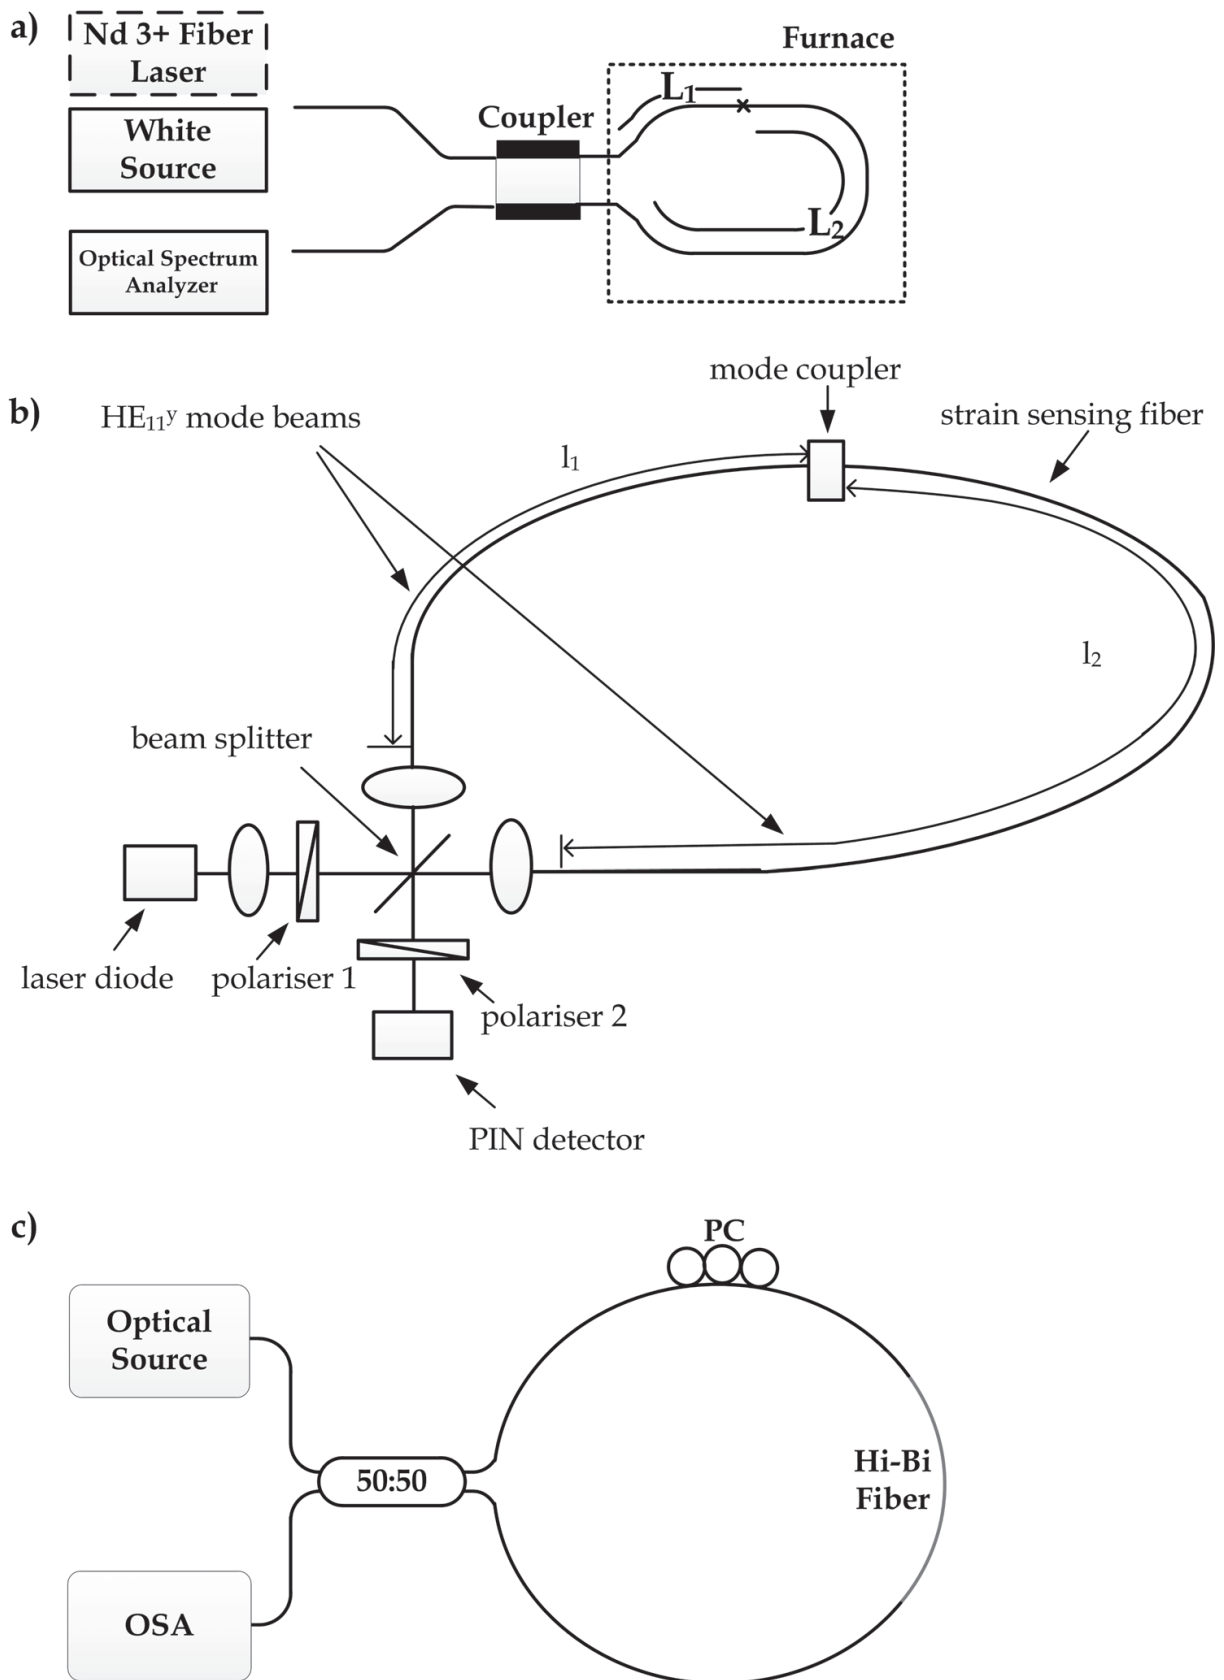 a)
Nd 3+ Fiber
Laser
White
Source
Optical Spectrum
Analyzer
Coupler
Furnace
L₁
L₂
b)
HE₁₁ʸ mode beams
mode coupler
strain sensing fiber
l₁
l₂
beam splitter
laser diode
polariser 1
polariser 2
PIN detector
c)
PC
Optical
Source
50:50
Hi-Bi
Fiber
OSA